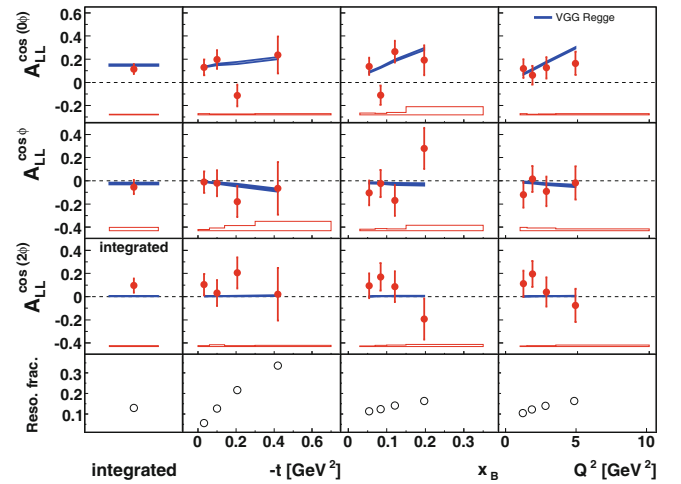 A_LL^cos (0ϕ)
0.6
0.4
0.2
0
-0.2
VGG Regge
A_LL^cos ϕ
0.4
0.2
0
-0.2
-0.4
integrated
A_LL^cos (2ϕ)
0.4
0.2
0
-0.2
-0.4
Reso. frac.
0.3
0.2
0.1
0 0.2 0.4 0.6
0 0.1 0.2 0.3
0 5 10
integrated
-t [GeV²]
x_B
Q² [GeV²]